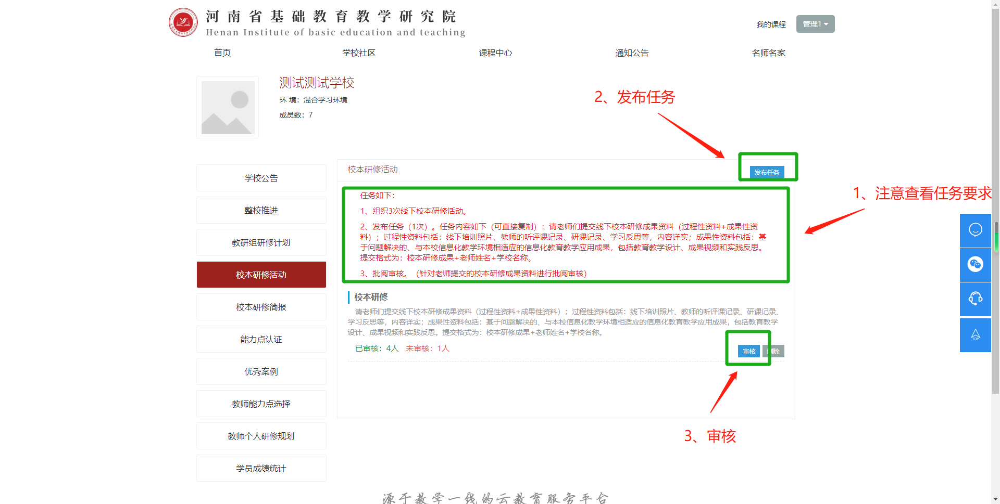 河南省基础教育教学研究院
Henan Institute of basic education and teaching
我的课程
管理1
首页
学校社区
课程中心
通知公告
名师名家
测试测试学校
环 境：混合学习环境
成员数：7
2、发布任务
学校公告
整校推进
教研组研修计划
校本研修活动
校本研修简报
能力点认证
优秀案例
教师能力点选择
教师个人研修规划
学员成绩统计
校本研修活动
发布任务
1、注意查看任务要求
任务如下：
1、组织3次线下校本研修活动。
2、发布任务（1次）。任务内容如下（可直接复制）：请老师们提交线下校本研修成果资料（过程性资料+成果性资
料）；过程性资料包括：线下培训照片、教师的听评课记录、研课记录、学习反思等，内容详实；成果性资料包括：基
于问题解决的、与本校信息化教学环境相适应的信息化教育教学应用成果，包括教育教学设计、成果视频和实践反思。
提交格式为：校本研修成果+老师姓名+学校名称。
3、批阅审核。（针对老师提交的校本研修成果资料进行批阅审核）
校本研修
请老师们提交线下校本研修成果资料（过程性资料+成果性资料）；过程性资料包括：线下培训照片、教师的听评课记录、研课记录、
学习反思等，内容详实；成果性资料包括：基于问题解决的、与本校信息化教学环境相适应的信息化教育教学应用成果，包括教育教学
设计、成果视频和实践反思。提交格式为：校本研修成果+老师姓名+学校名称。
已审核：4人 未审核：1人
审核
删除
3、审核
TOP
源于教学一线的云教育服务平台